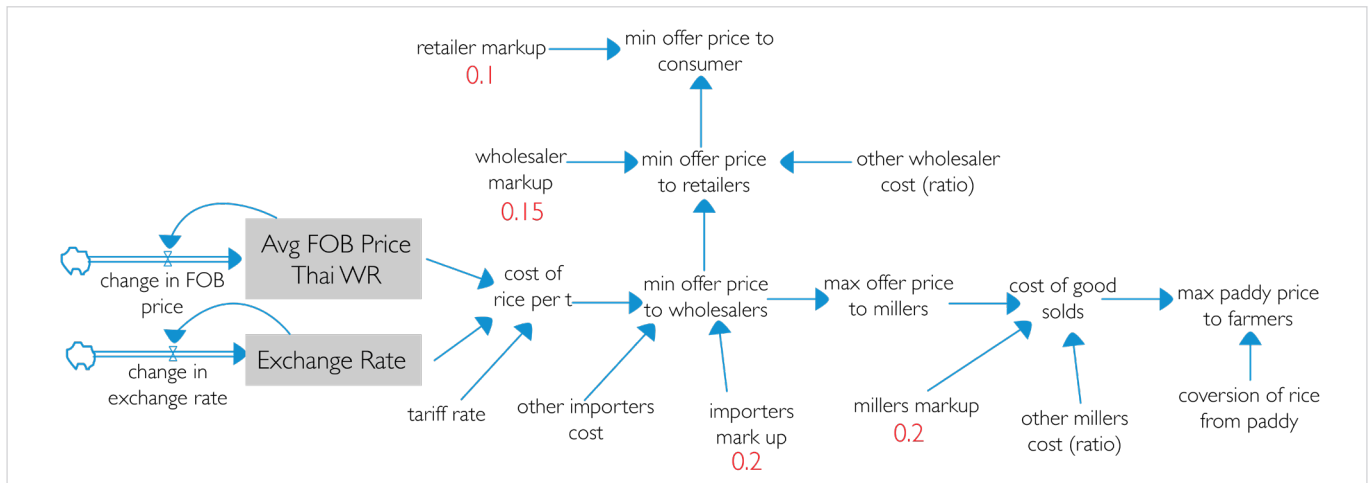 retailer markup
0.1
min offer price to
consumer
wholesaler
markup
0.15
min offer price
to retailers
other wholesaler
cost (ratio)
Avg FOB Price
Thai WR
change in FOB
price
cost of
rice per t
min offer price
to wholesalers
max offer price
to millers
cost of good
solds
max paddy price
to farmers
Exchange Rate
change in
exchange rate
tariff rate
other importers
cost
importers
mark up
0.2
millers markup
0.2
other millers
cost (ratio)
coversion of rice
from paddy